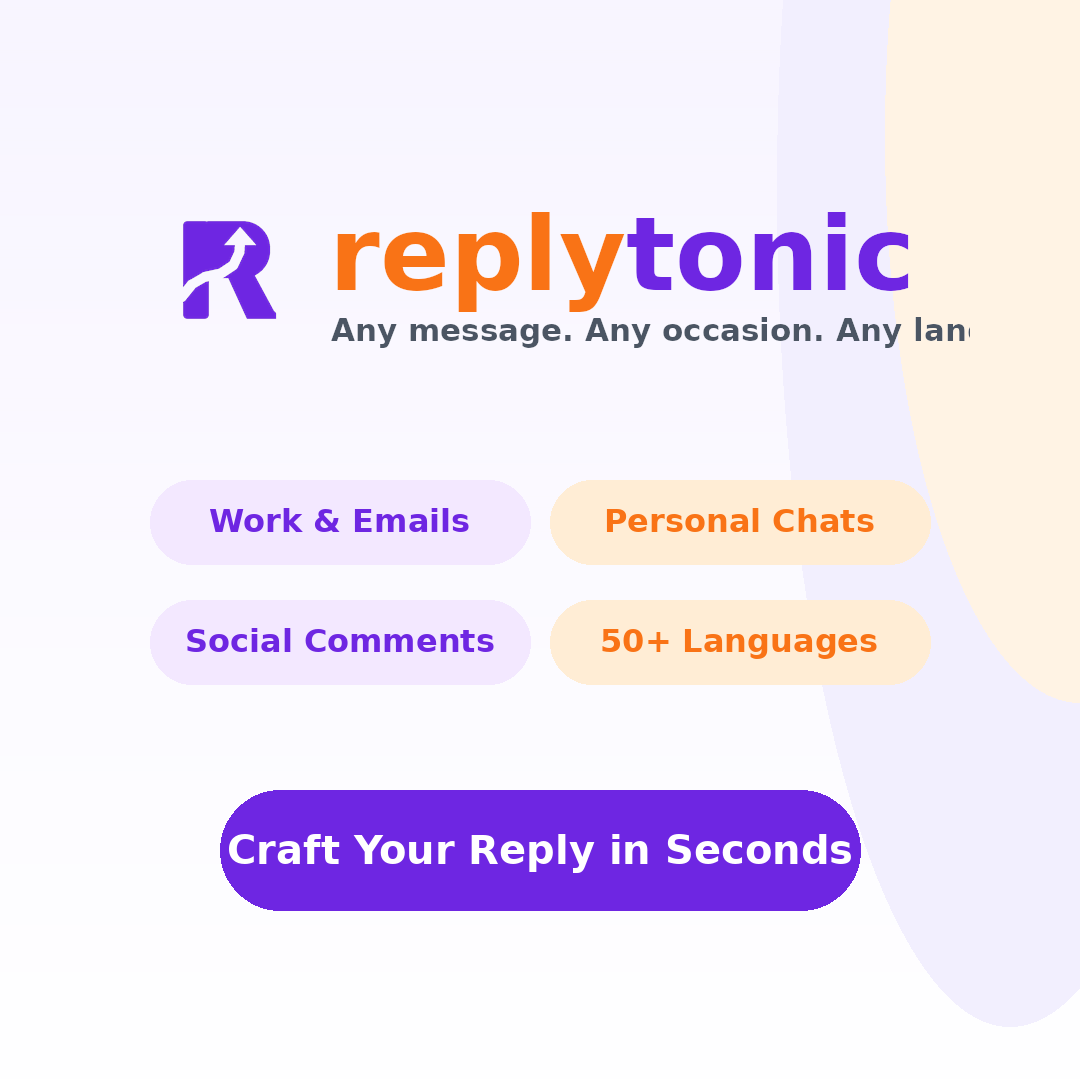 replytonic
Any message. Any occasion. Any
Work & Emails
Personal Chats
Social Comments
50+ Languages
Craft Your Reply in Seconds